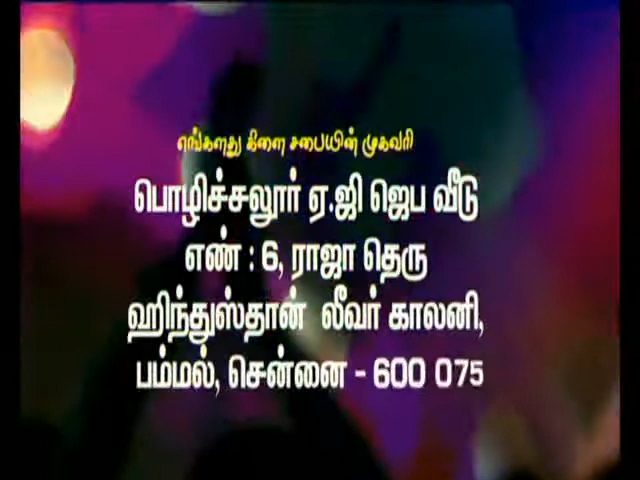 எங்களது கிளை சபையின் முகவரி
பொழிச்சலூர் ஏ.ஜி ஜெப வீடு
எண் : 6, ராஜா தெரு
ஹிந்துஸ்தான் லீவர் காலனி,
பம்மல், சென்னை - 600 075